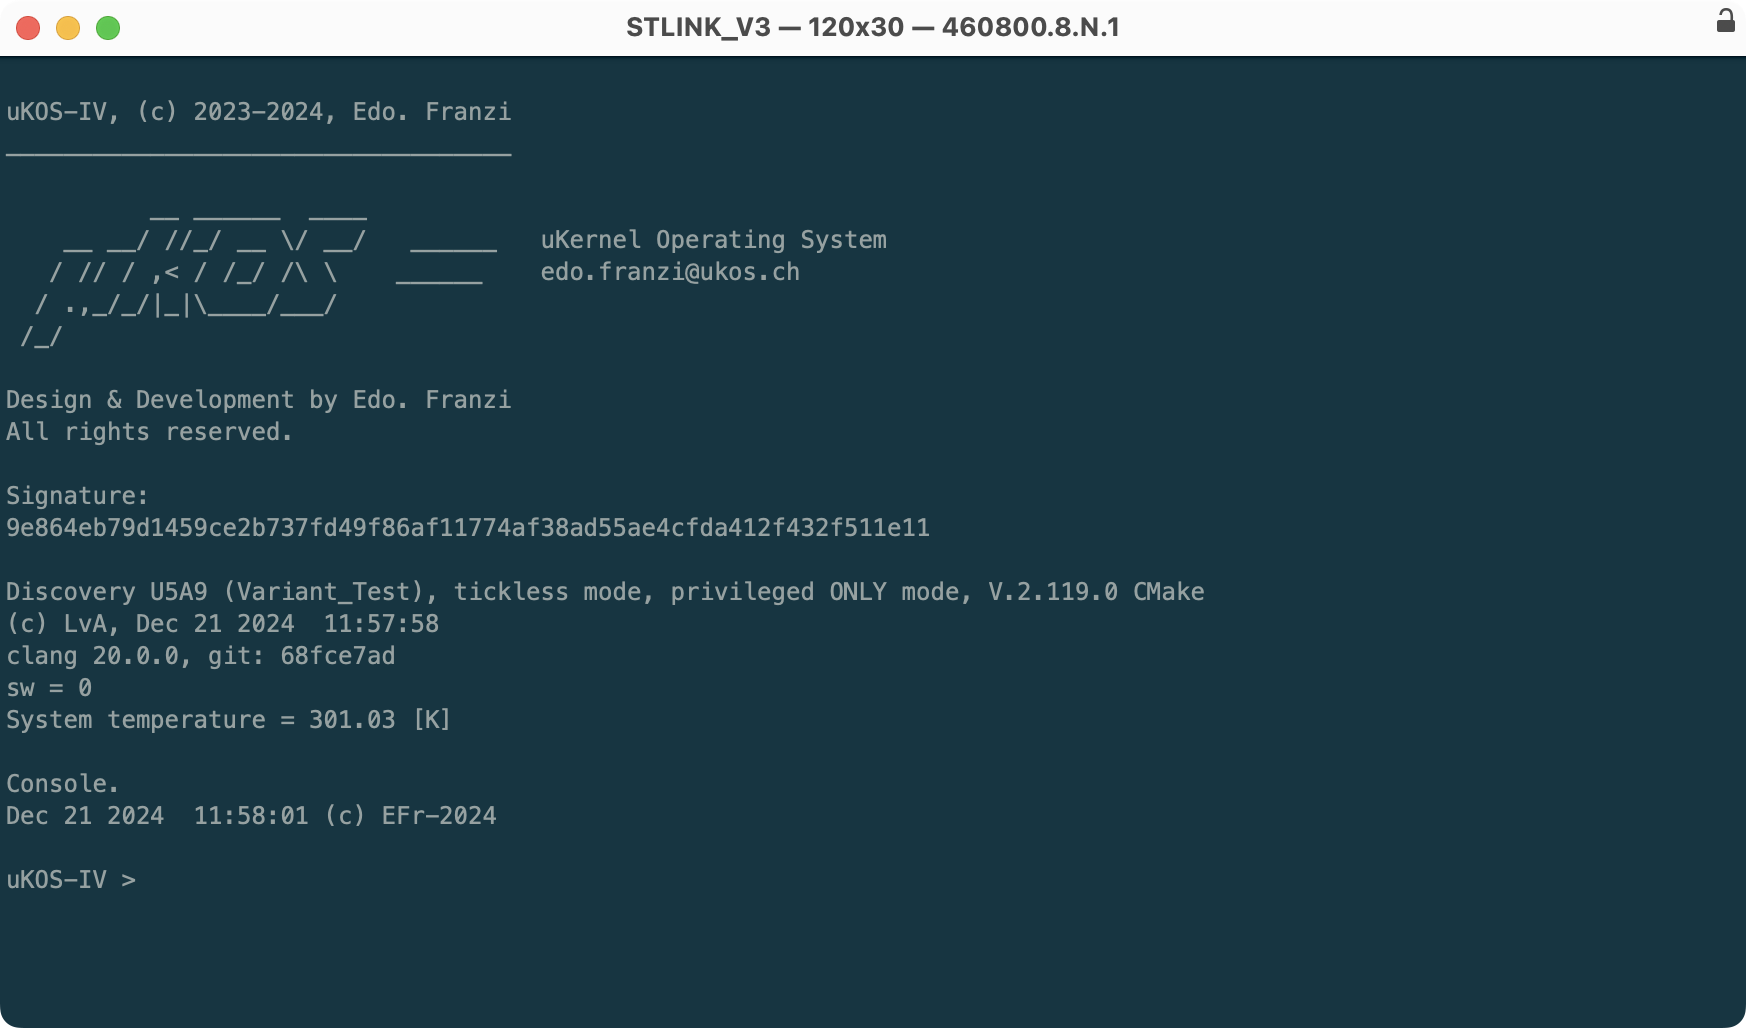 STLINK_V3 — 120x30 — 460800.8.N.1
uKOS-IV, (c) 2023-2024, Edo. Franzi
uKernel Operating System
edo.franzi@ukos.ch
Design & Development by Edo. Franzi
All rights reserved.
Signature:
9e864eb79d1459ce2b737fd49f86af11774af38ad55ae4cfda412f432f511e11
Discovery U5A9 (Variant_Test), tickless mode, privileged ONLY mode, V.2.119.0 CMake
(c) LvA, Dec 21 2024  11:57:58
clang 20.0.0, git: 68fce7ad
sw = 0
System temperature = 301.03 [K]
Console.
Dec 21 2024  11:58:01 (c) EFr-2024
uKOS-IV >